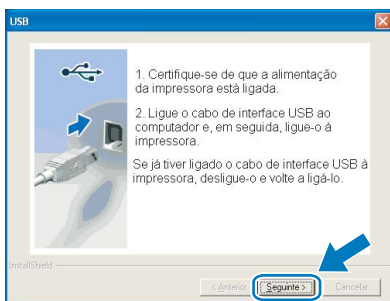 USB
1. Certifique-se de que a alimentação
da impressora está ligada.
2. Ligue o cabo de interface USB ao
computador e, em seguida, ligue-o à
impressora.
Se já tiver ligado o cabo de interface USB à
impressora, desligue-o e volte a ligá-lo.
InstallShield
< Anterior Seguinte > Cancelar